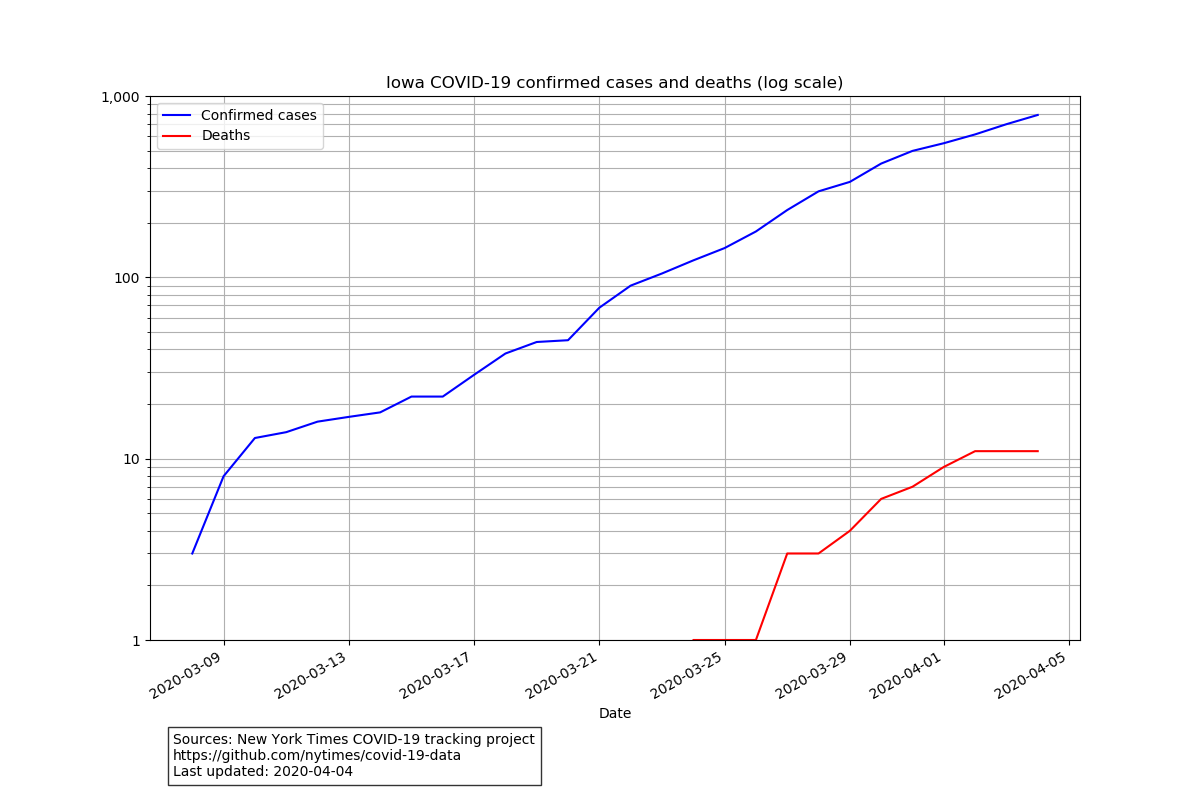 Iowa COVID-19 confirmed cases and deaths (log scale)
1,000
100
10
1
Confirmed cases
Deaths
2020-03-09
2020-03-13
2020-03-17
2020-03-21
2020-03-25
2020-03-29
2020-04-01
2020-04-05
Date
Sources: New York Times COVID-19 tracking project
https://github.com/nytimes/covid-19-data
Last updated: 2020-04-04